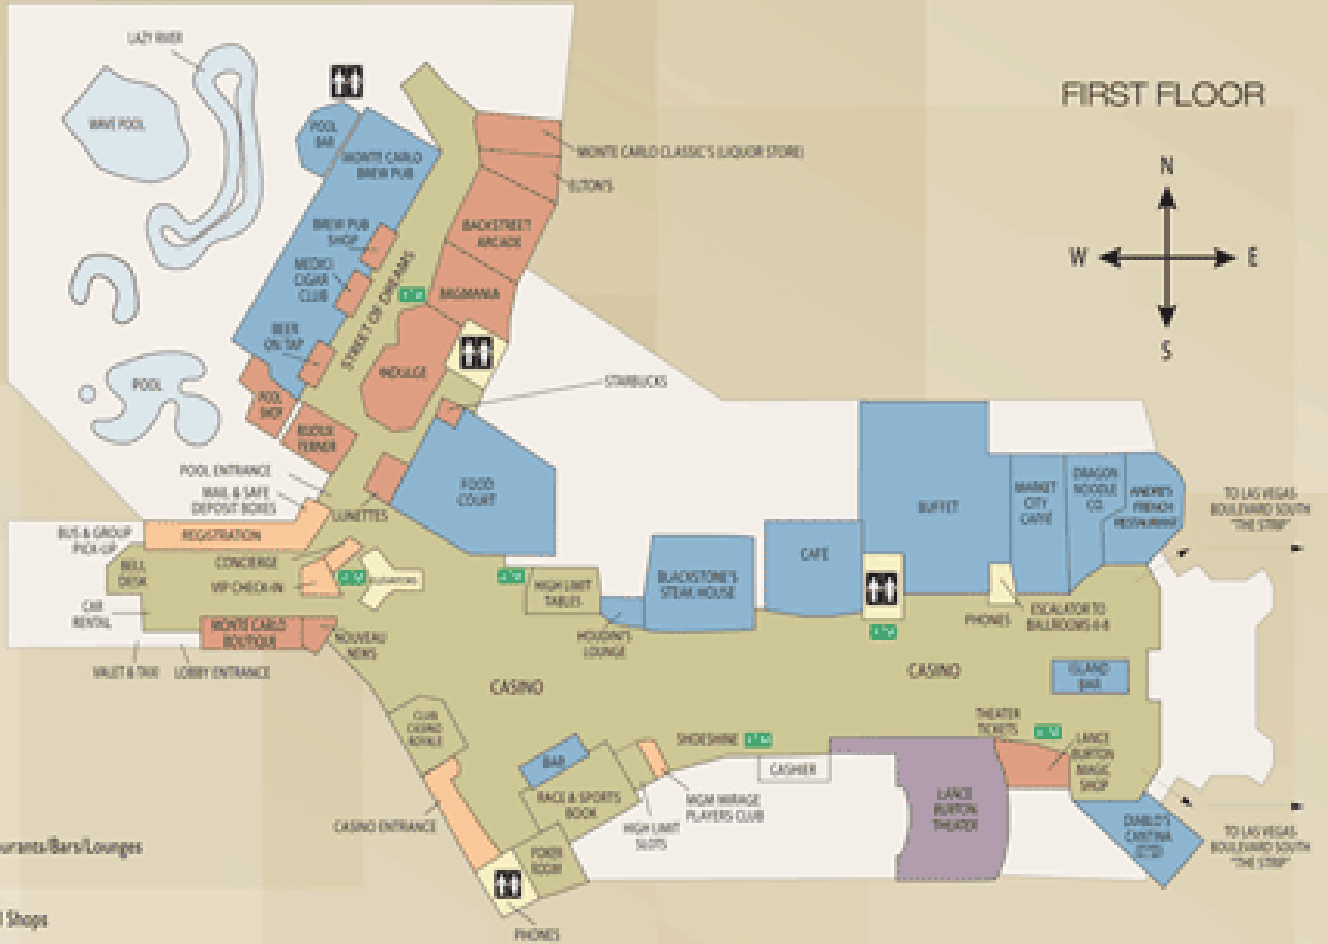 LAZY RIVER
WAVE POOL
FIRST FLOOR
N
W
E
S
POOL
BAR
MONTE CARLO
BREW PUB
MONTE CARLO CLASSIC'S (LIQUOR STORE)
ELTON'S
BACKSTREET
ARCADE
BREW PUB
SHOP
MEDICI
CIGAR
CLUB
STREET OF DREAMS
BEER
ON TAP
INDULGE
STARBUCKS
POOL
POOL
SHOP
POOL ENTRANCE
MAIL & SAFE
DEPOSIT BOXES
LUNETTES
FOOD
COURT
BUS & GROUP
PICK-UP
REGISTRATION
CONCIERGE
VIP CHECK-IN
ELEVATORS
BELL
DESK
CAR
RENTAL
MONTE CARLO
BOUTIQUE
NOUVEAU
NEWS
VALET & TAXI
LOBBY ENTRANCE
HIGH LIMIT
TABLES
HOUDINI'S
LOUNGE
BLACKSTONE'S
STEAK HOUSE
CAFE
BUFFET
MARKET
CITY
CAFFE
DRAGON
NOODLE
CO
ANDRE'S
FRENCH
RESTAURANT
TO LAS VEGAS
BOULEVARD SOUTH
"THE STRIP"
PHONES
ESCALATOR TO
BALLROOMS 6-8
CASINO
CASINO
ISLAND
BAR
CLUB
CASINO
ROYALE
BAR
RACE & SPORTS
BOOK
SHOESHINE
CASHIER
THEATER
TICKETS
LANCE
BURTON
MAGIC
SHOP
LANCE
BURTON
THEATER
MGM MIRAGE
PLAYERS CLUB
HIGH LIMIT
SLOTS
CASINO ENTRANCE
POKER
ROOM
PHONES
DIABLO'S
CANTINA
TO LAS VEGAS
BOULEVARD SOUTH
"THE STRIP"
urants/Bars/Lounges
l Shops